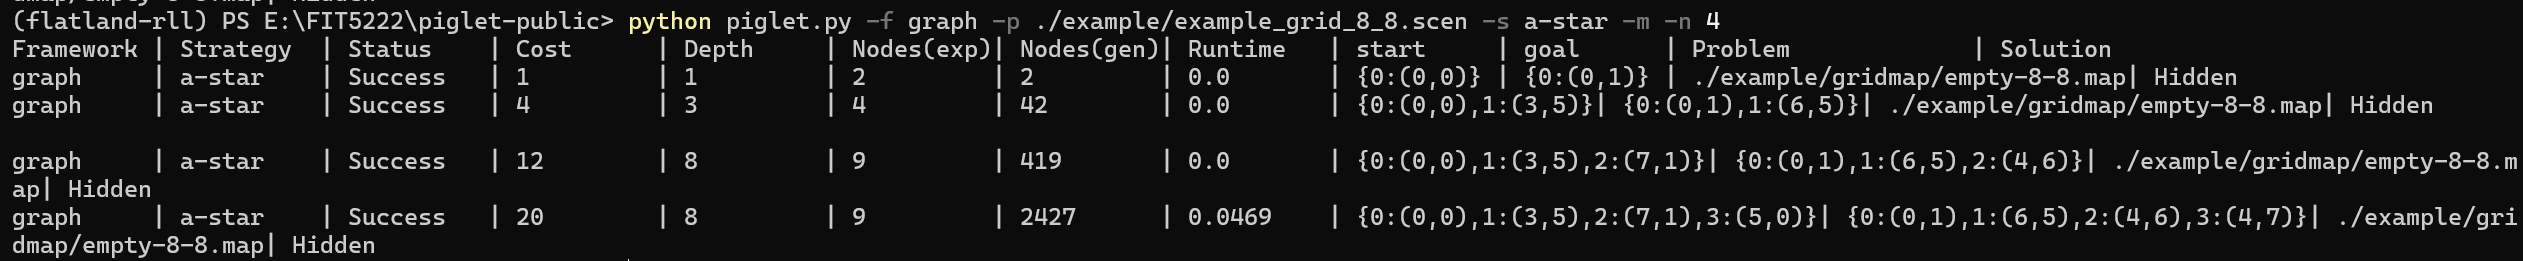 (flatland-rll) PS E:\FIT5222\piglet-public> python piglet.py -f graph -p ./example/example_grid_8_8.scen -s a-star -m -n 4
Framework | Strategy | Status | Cost | Depth | Nodes(exp)| Nodes(gen)| Runtime | start | goal | Problem | Solution
graph | a-star | Success | 1 | 1 | 2 | 2 | 0.0 | {0:(0,0)} | {0:(0,1)} | ./example/gridmap/empty-8-8.map| Hidden
graph | a-star | Success | 4 | 3 | 4 | 42 | 0.0 | {0:(0,0),1:(3,5)}| {0:(0,1),1:(6,5)}| ./example/gridmap/empty-8-8.map| Hidden
graph | a-star | Success | 12 | 8 | 9 | 419 | 0.0 | {0:(0,0),1:(3,5),2:(7,1)}| {0:(0,1),1:(6,5),2:(4,6)}| ./example/gridmap/empty-8-8.m
ap| Hidden
graph | a-star | Success | 20 | 8 | 9 | 2427 | 0.0469 | {0:(0,0),1:(3,5),2:(7,1),3:(5,0)}| {0:(0,1),1:(6,5),2:(4,6),3:(4,7)}| ./example/gri
dmap/empty-8-8.map| Hidden